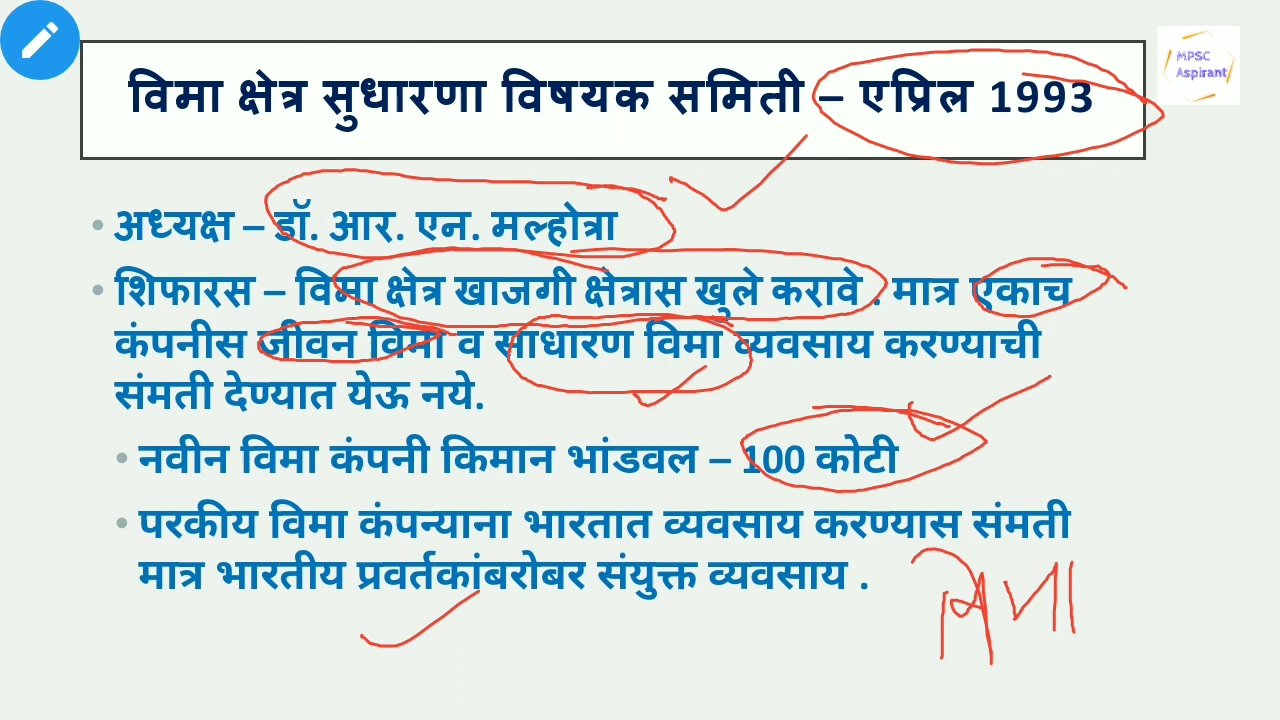 विमा क्षेत्र सुधारणा विषयक समिती – एप्रिल 1993
MPSC
Aspirant
• अध्यक्ष – डॉ. आर. एन. मल्होत्रा
• शिफारस – विमा क्षेत्र खाजगी क्षेत्रास खुले करावे . मात्र एकाच
कंपनीस जीवन विमा व साधारण विमा व्यवसाय करण्याची
संमती देण्यात येऊ नये.
• नवीन विमा कंपनी किमान भांडवल – 100 कोटी
• परकीय विमा कंपन्याना भारतात व्यवसाय करण्यास संमती
मात्र भारतीय प्रवर्तकांबरोबर संयुक्त व्यवसाय .
विमा